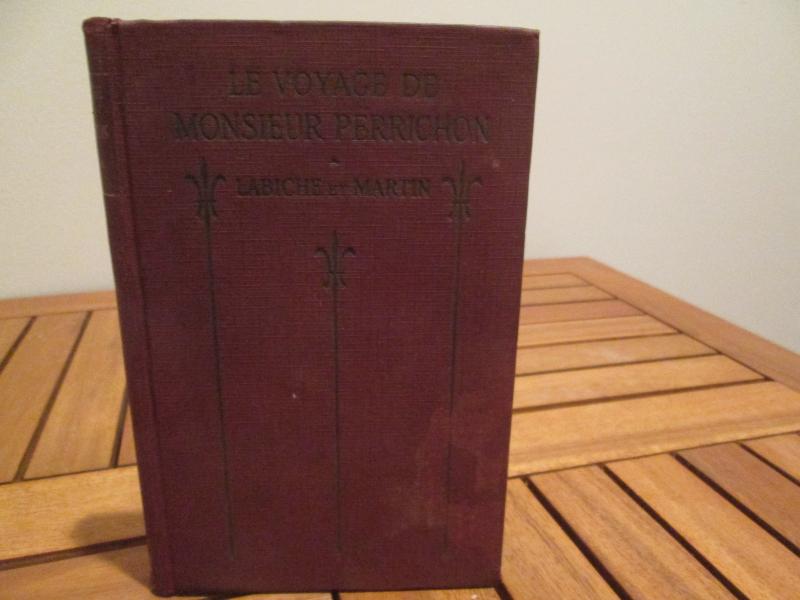 LE VOYAGE DE
MONSIEUR PERRICHON
LABICHE ET MARTIN